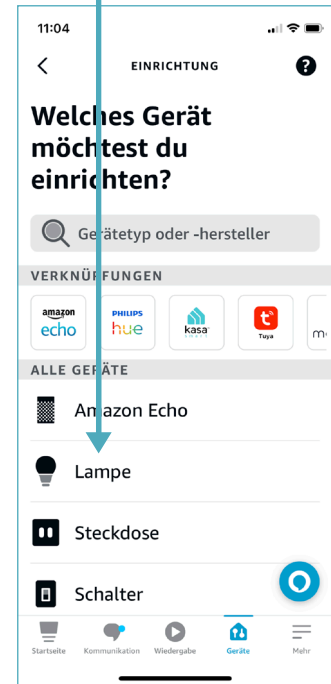 11:04
EINRICHTUNG
?
Welches Gerät
möchtest du
einrichten?
Gerätetyp oder -hersteller
VERKNÜPFUNGEN
amazon
echo
PHILIPS
hue
kasa
smart
Tuya
ALLE GERÄTE
Amazon Echo
Lampe
Steckdose
Schalter
Startseite Kommunikation Wiedergabe Geräte Mehr